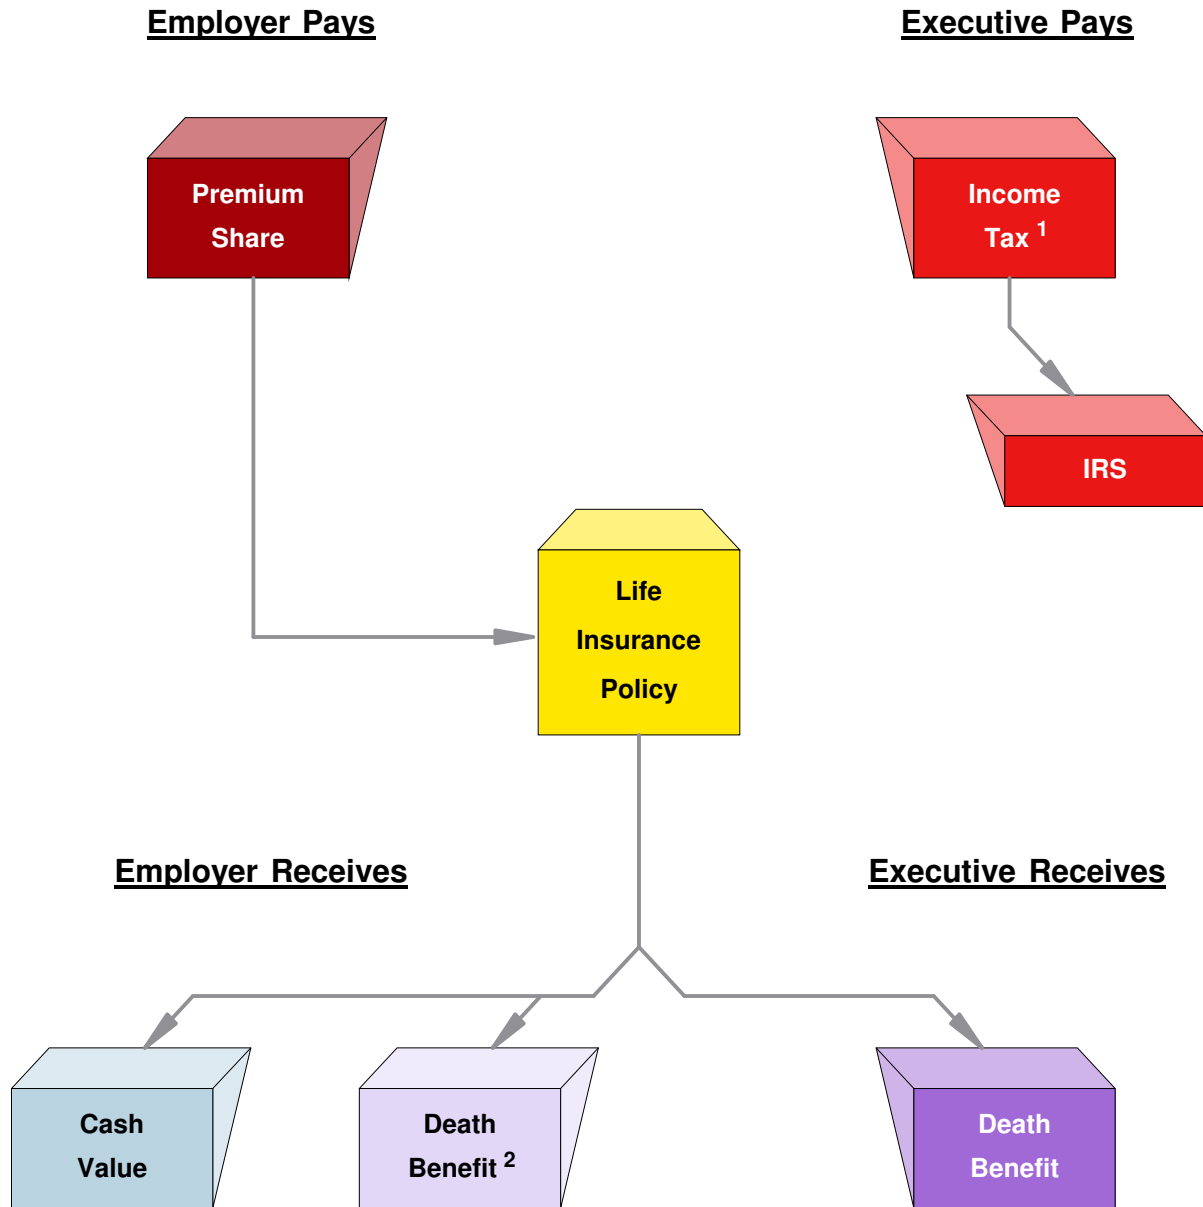 Employer Pays
Executive Pays
Premium
Share
Income
Tax 1
IRS
Life
Insurance
Policy
Employer Receives
Executive Receives
Cash
Value
Death
Benefit 2
Death
Benefit